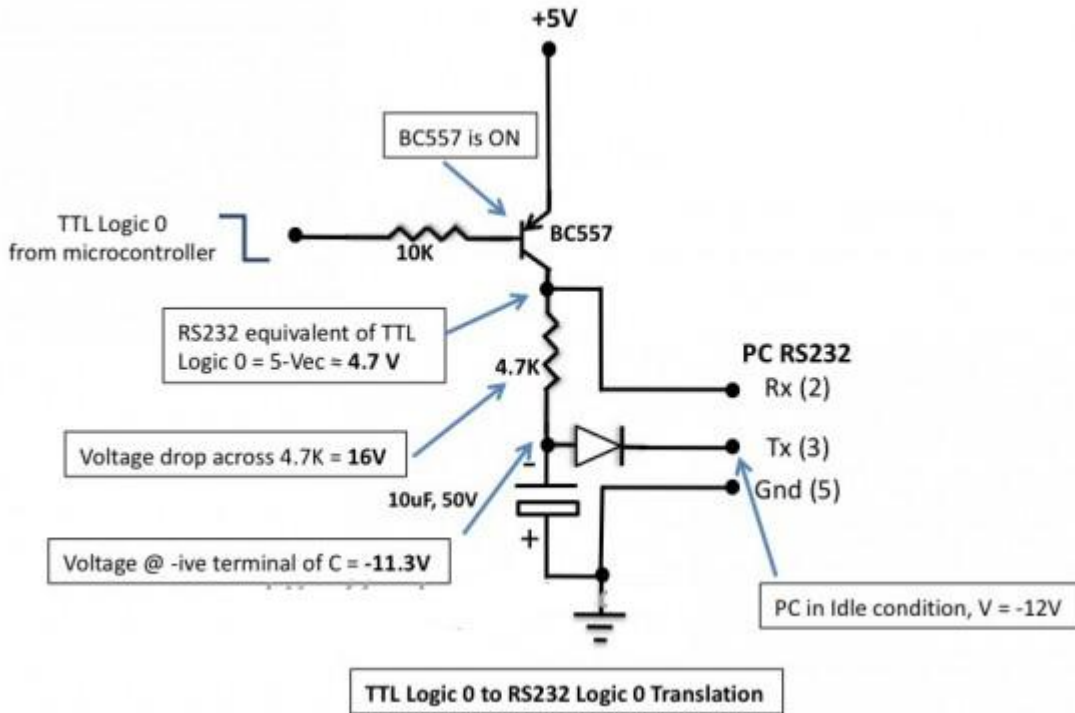 +5V
BC557 is ON
TTL Logic 0
from microcontroller
10K
BC557
RS232 equivalent of TTL
Logic 0 = 5-Vec = 4.7 V
4.7K
PC RS232
Rx (2)
Voltage drop across 4.7K = 16V
Tx (3)
-
10uF, 50V
Gnd (5)
+
Voltage @ -ive terminal of C = -11.3V
PC in Idle condition, V = -12V
TTL Logic 0 to RS232 Logic 0 Translation